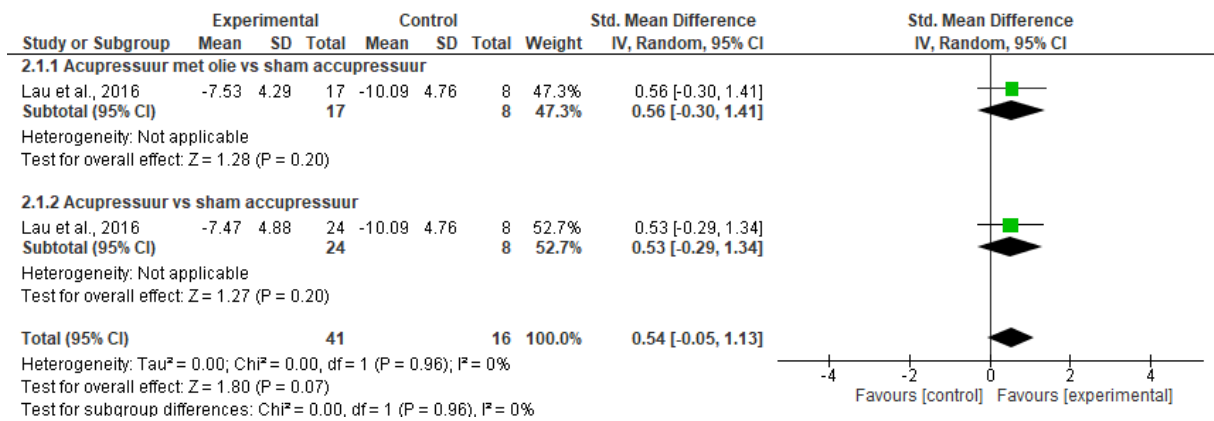 Experimental Control Std. Mean Difference Std. Mean Difference
Study or Subgroup Mean SD Total Mean SD Total Weight IV, Random, 95% CI IV, Random, 95% CI
2.1.1 Acupressuur met olie vs sham accupressuur
Lau et al., 2016 -7.53 4.29 17 -10.09 4.76 8 47.3% 0.56 [-0.30, 1.41]
Subtotal (95% CI) 17 8 47.3% 0.56 [-0.30, 1.41]
Heterogeneity: Not applicable
Test for overall effect: Z = 1.28 (P = 0.20)
2.1.2 Acupressuur vs sham accupressuur
Lau et al., 2016 -7.47 4.88 24 -10.09 4.76 8 52.7% 0.53 [-0.29, 1.34]
Subtotal (95% CI) 24 8 52.7% 0.53 [-0.29, 1.34]
Heterogeneity: Not applicable
Test for overall effect: Z = 1.27 (P = 0.20)
Total (95% CI) 41 16 100.0% 0.54 [-0.05, 1.13]
Heterogeneity: Tau² = 0.00; Chi² = 0.00, df = 1 (P = 0.96); I² = 0%
Test for overall effect: Z = 1.80 (P = 0.07)
Test for subgroup differences: Chi² = 0.00, df = 1 (P = 0.96), I² = 0%
-4 -2 0 2 4
Favours [control] Favours [experimental]